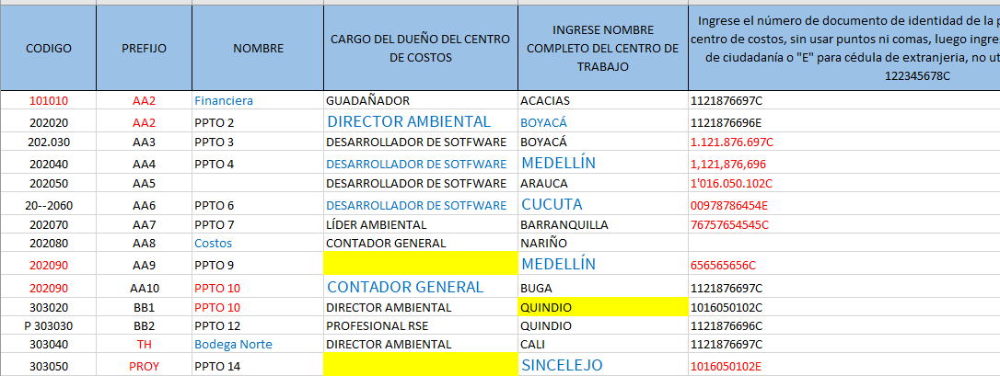 CODIGO PREFIJO NOMBRE CARGO DEL DUEÑO DEL CENTRO DE COSTOS INGRESE NOMBRE COMPLETO DEL CENTRO DE TRABAJO Ingrese el número de documento de identidad de la p
centro de costos, sin usar puntos ni comas, luego ingre
de ciudadanía o "E" para cédula de extranjeria, no ut
122345678C
101010 AA2 Financiera GUADAÑADOR ACACIAS 1121876697C
202020 AA2 PPTO 2 DIRECTOR AMBIENTAL BOYACÁ 1121876696E
202.030 AA3 PPTO 3 DESARROLLADOR DE SOTFWARE BOYACÁ 1.121.876.697C
202040 AA4 PPTO 4 DESARROLLADOR DE SOTFWARE MEDELLÍN 1,121,876,696
202050 AA5 DESARROLLADOR DE SOTFWARE ARAUCA 1'016.050.102C
20--2060 AA6 PPTO 6 DESARROLLADOR DE SOTFWARE CUCUTA 00978786454E
202070 AA7 PPTO 7 LÍDER AMBIENTAL BARRANQUILLA 76757654545C
202080 AA8 Costos CONTADOR GENERAL NARIÑO
202090 AA9 PPTO 9 MEDELLÍN 656565656C
202090 AA10 PPTO 10 CONTADOR GENERAL BUGA 1121876697C
303020 BB1 PPTO 10 DIRECTOR AMBIENTAL QUINDIO 1016050102C
P 303030 BB2 PPTO 12 PROFESIONAL RSE QUINDIO 1121876696C
303040 TH Bodega Norte DIRECTOR AMBIENTAL CALI 1121876697C
303050 PROY PPTO 14 SINCELEJO 1016050102E